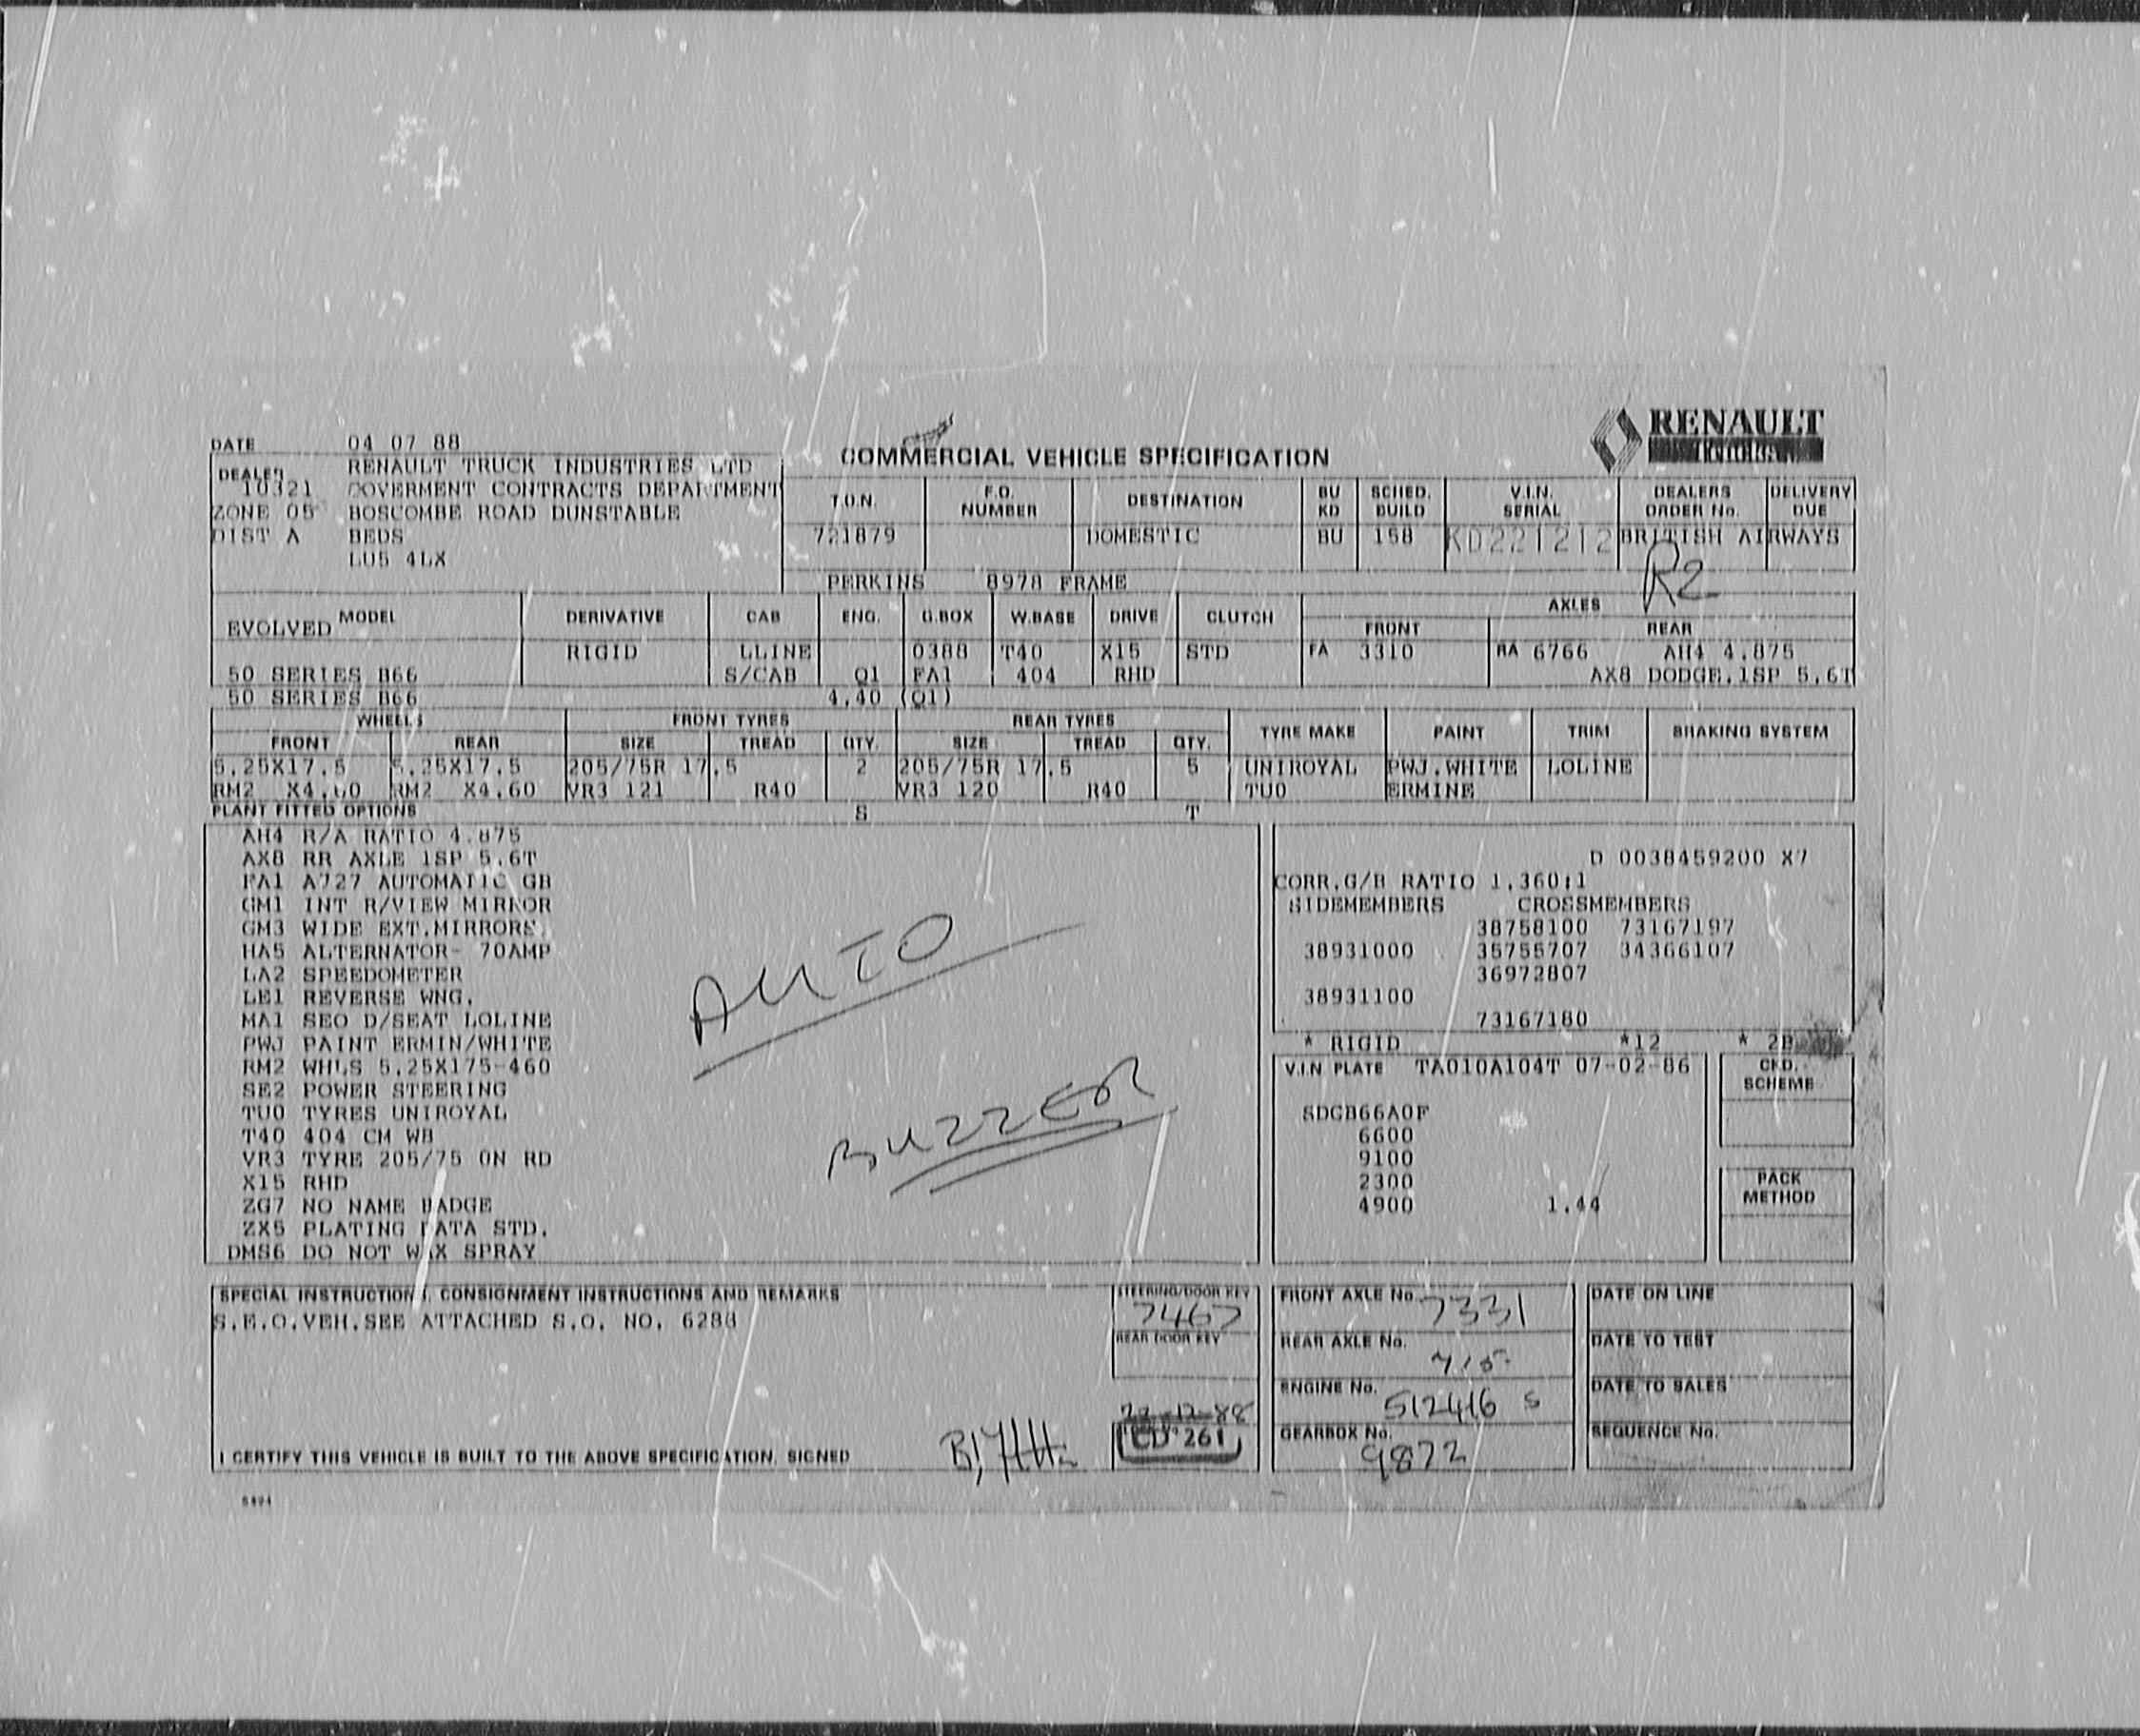 RENAULT
DATE 04 07 88
COMMERCIAL VEHICLE SPECIFICATION
DEALER RENAULT TRUCK INDUSTRIES LTD
10321 GOVERMENT CONTRACTS DEPARTMENT
ZONE 05 BOSCOMBE ROAD DUNSTABLE
DIST A BEDS
LU5 4LX
T.O.N. F.O. NUMBER DESTINATION BU KD SCHED. BUILD V.I.N. SERIAL DEALERS ORDER No. DELIVERY DUE
721879 DOMESTIC BU 158 KD221212 BRITISH AIRWAYS
R2
PERKINS 8978 FRAME
MODEL DERIVATIVE CAB ENG. G.BOX W.BASE DRIVE CLUTCH AXLES
EVOLVED FRONT REAR
RIGID LLINE 0388 T40 X15 STD FA 3310 RA 6766 AH4 4.875
50 SERIES B66 S/CAB Q1 FA1 404 RHD AX8 DODGE.1SP 5.6T
50 SERIES B66 4.40 (Q1)
WHEELS FRONT TYRES REAR TYRES TYRE MAKE PAINT TRIM BRAKING SYSTEM
FRONT REAR SIZE TREAD QTY. SIZE TREAD QTY.
5.25X17.5 5.25X17.5 205/75R 17.5 2 205/75R 17.5 5 UNIROYAL PWJ.WHITE LOLINE
RM2 X4.60 RM2 X4.60 VR3 121 R40 VR3 120 R40 TU0 ERMINE
PLANT FITTED OPTIONS S T
AH4 R/A RATIO 4.875
AX8 RR AXLE 1SP 5.6T
FA1 A727 AUTOMATIC GB
GM1 INT R/VIEW MIRROR
GM3 WIDE EXT.MIRRORS.
HA5 ALTERNATOR- 70AMP
LA2 SPEEDOMETER
LE1 REVERSE WNG.
MA1 SEO D/SEAT LOLINE
PWJ PAINT ERMIN/WHITE
RM2 WHLS 5.25X175-460
SE2 POWER STEERING
TU0 TYRES UNIROYAL
T40 404 CM WB
VR3 TYRE 205/75 ON RD
X15 RHD
ZG7 NO NAME BADGE
ZX5 PLATING DATA STD.
DMS6 DO NOT WAX SPRAY
AUTO
BUZZER
D 0038459200 X7
CORR.G/B RATIO 1.360:1
SIDEMEMBERS CROSSMEMBERS
38758100 73167197
38931000 35755707 34366107
36972807
38931100
73167180
* RIGID *12 * 2B
V.I.N PLATE TA010A104T 07-02-86 CKD. SCHEME
SDGB66A0F
6600
9100
2300
4900 1.44
PACK METHOD
SPECIAL INSTRUCTIONS, CONSIGNMENT INSTRUCTIONS AND REMARKS
S.E.O.VEH.SEE ATTACHED S.O. NO. 6288
STEERING/DOOR KEY 7467
REAR DOOR KEY
CD 261
FRONT AXLE No. 7331
REAR AXLE No. 715
ENGINE No. 512416 S
GEARBOX No. 9872
DATE ON LINE
DATE TO TEST
DATE TO SALES
SEQUENCE No.
I CERTIFY THIS VEHICLE IS BUILT TO THE ABOVE SPECIFICATION. SIGNED